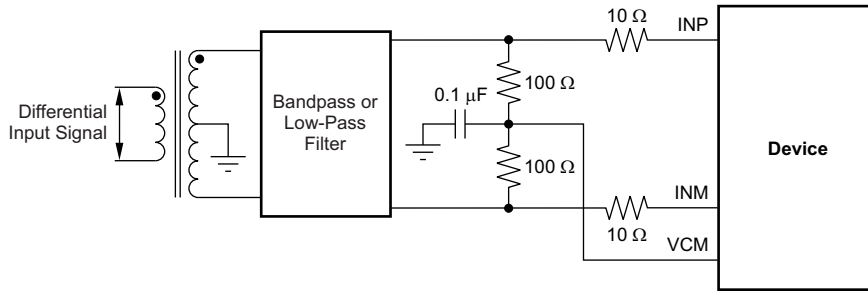 10 Ω
INP
100 Ω
0.1 μF
Differential
Input Signal
Bandpass or
Low-Pass
Filter
Device
100 Ω
INM
10 Ω
VCM